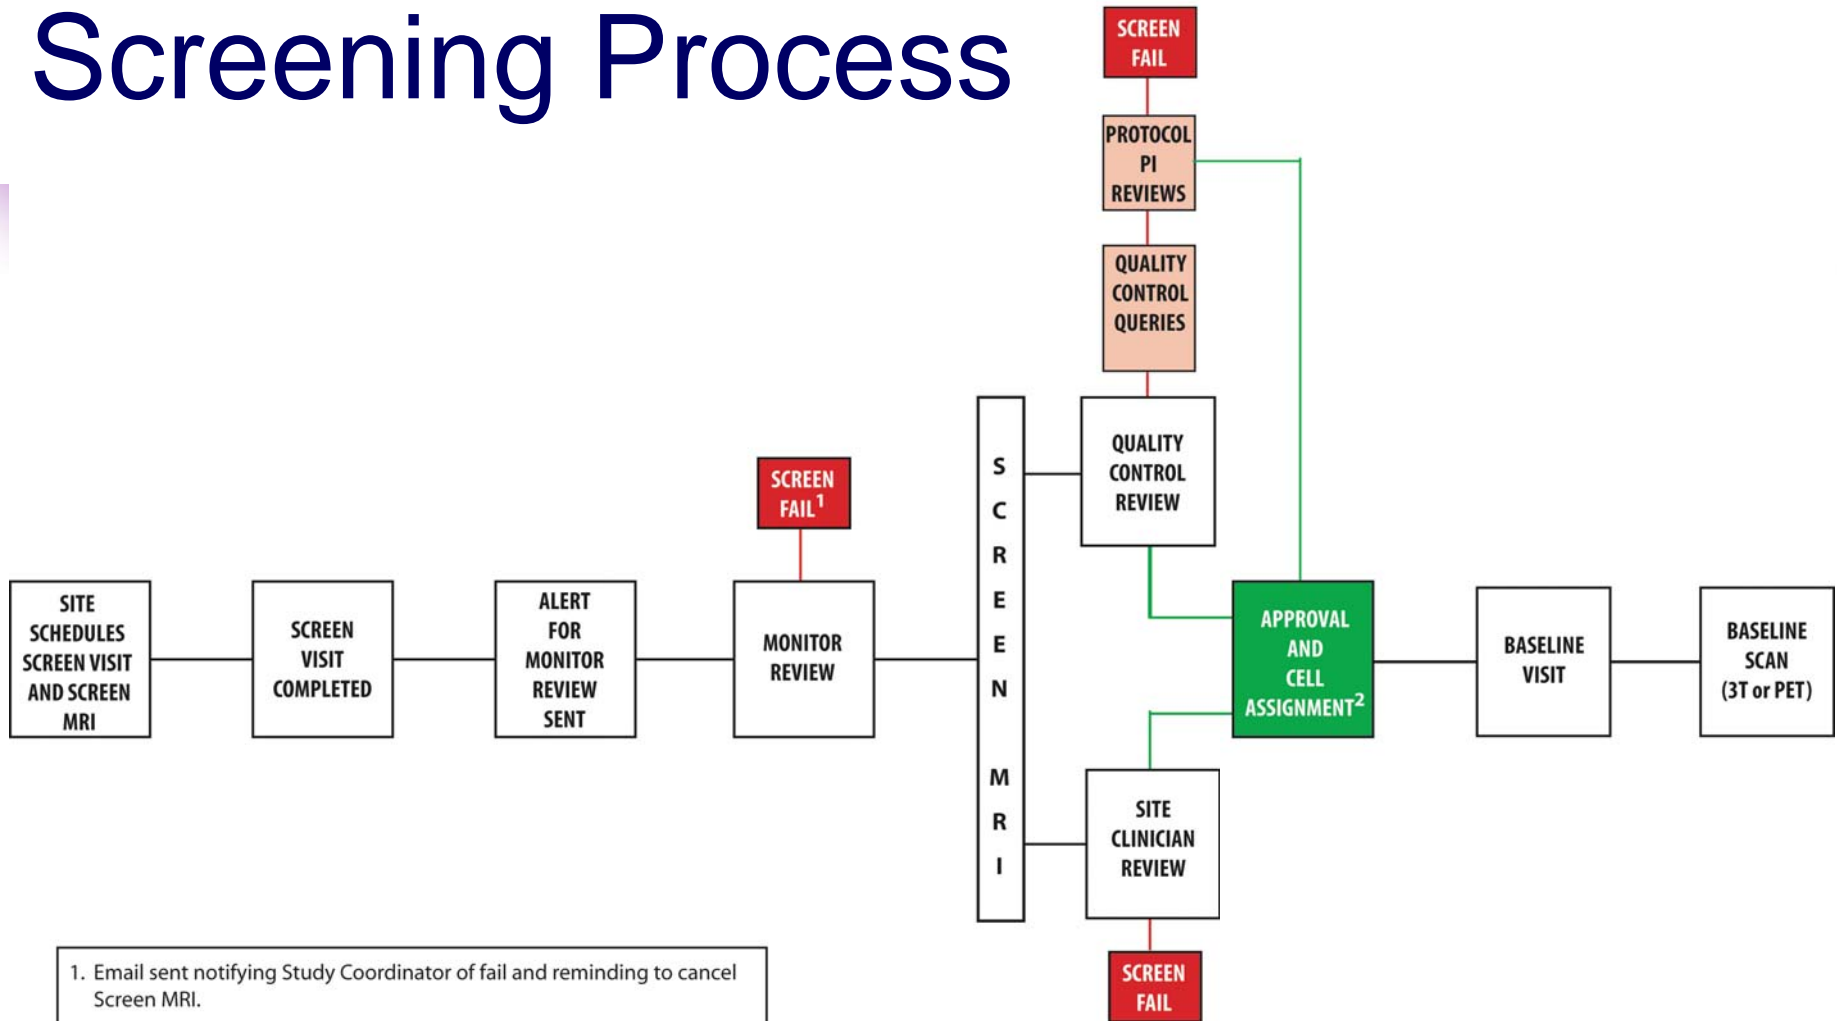 Screening Process
SCREEN
FAIL
PROTOCOL
PI
REVIEWS
QUALITY
CONTROL
QUERIES
QUALITY
CONTROL
REVIEW
SCREEN
FAIL1
SITE
SCHEDULES
SCREEN VISIT
AND SCREEN
MRI
SCREEN
VISIT
COMPLETED
ALERT
FOR
MONITOR
REVIEW
SENT
MONITOR
REVIEW
S
C
R
E
E
N
M
R
I
APPROVAL
AND
CELL
ASSIGNMENT2
BASELINE
VISIT
BASELINE
SCAN
(3T or PET)
SITE
CLINICIAN
REVIEW
SCREEN
FAIL
1. Email sent notifying Study Coordinator of fail and reminding to cancel
Screen MRI.